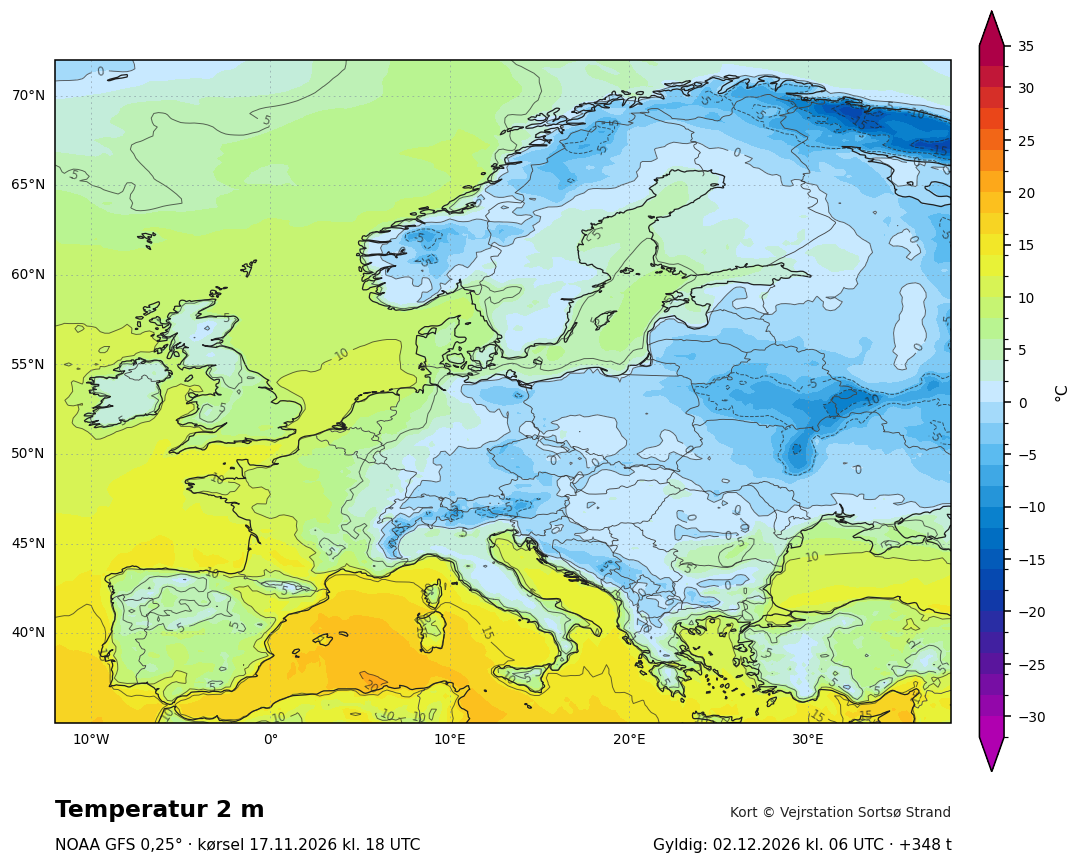 70°N
65°N
60°N
55°N
50°N
45°N
40°N
10°W
0°
10°E
20°E
30°E
35
30
25
20
15
10
5
0
−5
−10
−15
−20
−25
−30
°C
Temperatur 2 m
Kort © Vejrstation Sortsø Strand
NOAA GFS 0,25° · kørsel 17.11.2026 kl. 18 UTC
Gyldig: 02.12.2026 kl. 06 UTC · +348 t